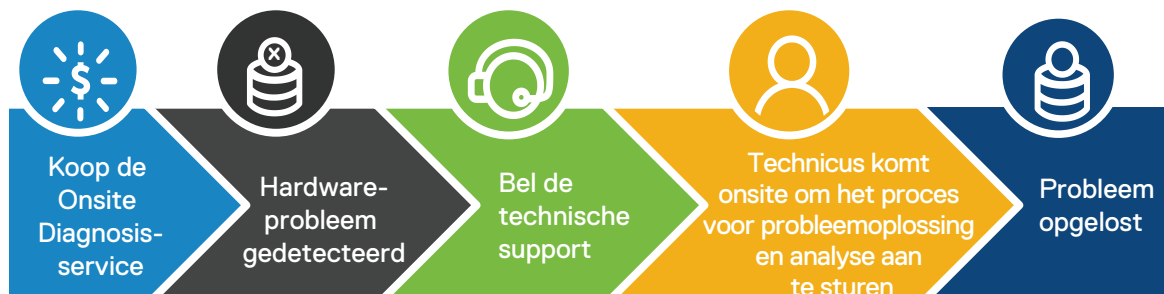 Koop de
Onsite
Diagnosis-
service
Hardware-
probleem
gedetecteerd
Bel de
technische
support
Technicus komt
onsite om het proces
voor probleemoplossing
en analyse aan
te sturen
Probleem
opgelost